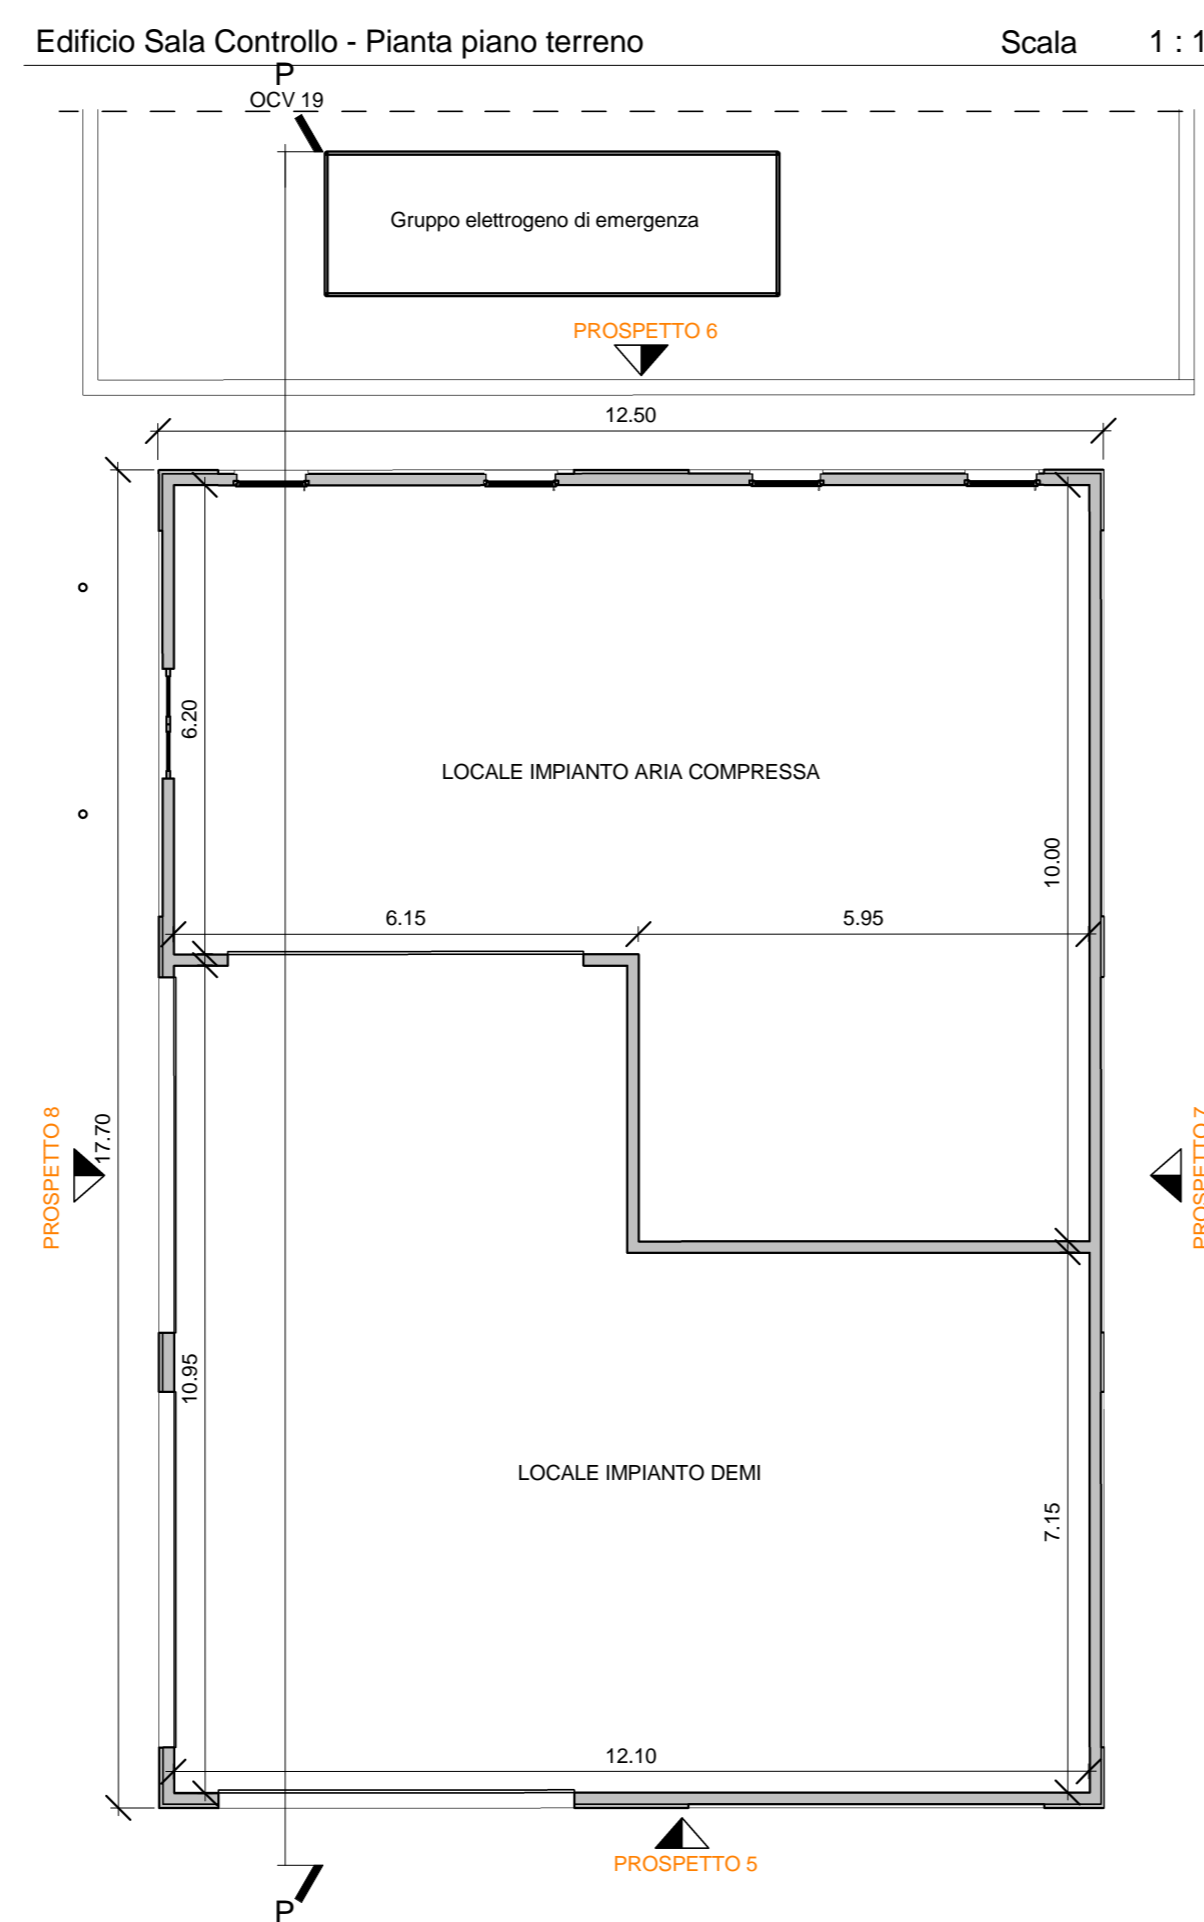 Edificio Sala Controllo - Pianta piano terreno
Scala 1 : 1
P
OCV 19
Gruppo elettrogeno di emergenza
PROSPETTO 6
12.50
6.20
LOCALE IMPIANTO ARIA COMPRESSA
10.00
6.15
5.95
PROSPETTO 8
17.70
PROSPETTO 7
10.95
LOCALE IMPIANTO DEMI
7.15
12.10
PROSPETTO 5
P